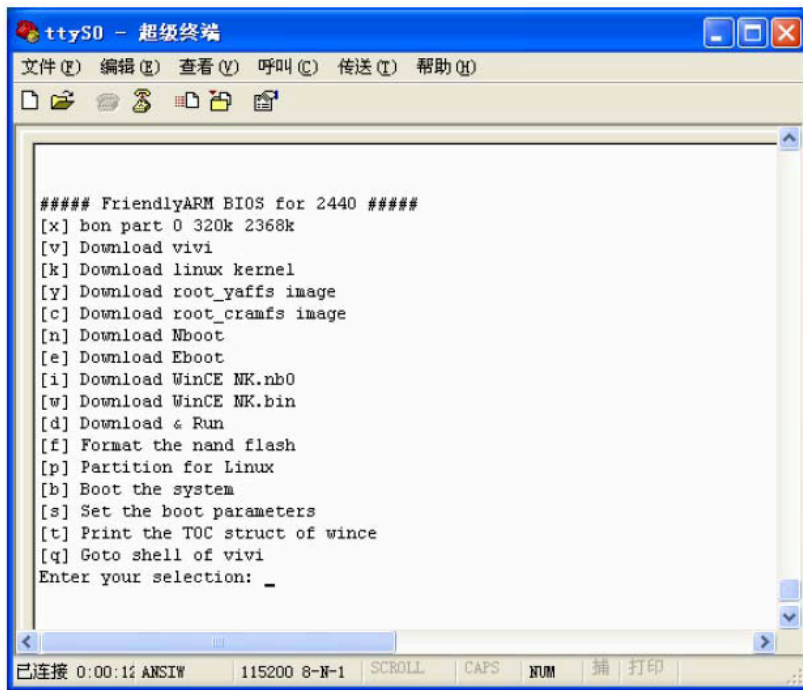 ttyS0 - 超级终端
文件(F) 编辑(E) 查看(V) 呼叫(C) 传送(T) 帮助(H)
##### FriendlyARM BIOS for 2440 #####
[x] bon part 0 320k 2368k
[v] Download vivi
[k] Download linux kernel
[y] Download root_yaffs image
[c] Download root_cramfs image
[n] Download Nboot
[e] Download Eboot
[i] Download WinCE NK.nb0
[w] Download WinCE NK.bin
[d] Download & Run
[f] Format the nand flash
[p] Partition for Linux
[b] Boot the system
[s] Set the boot parameters
[t] Print the TOC struct of wince
[q] Goto shell of vivi
Enter your selection: _
已连接 0:00:12 ANSIW 115200 8-N-1 SCROLL CAPS NUM 捕 打印